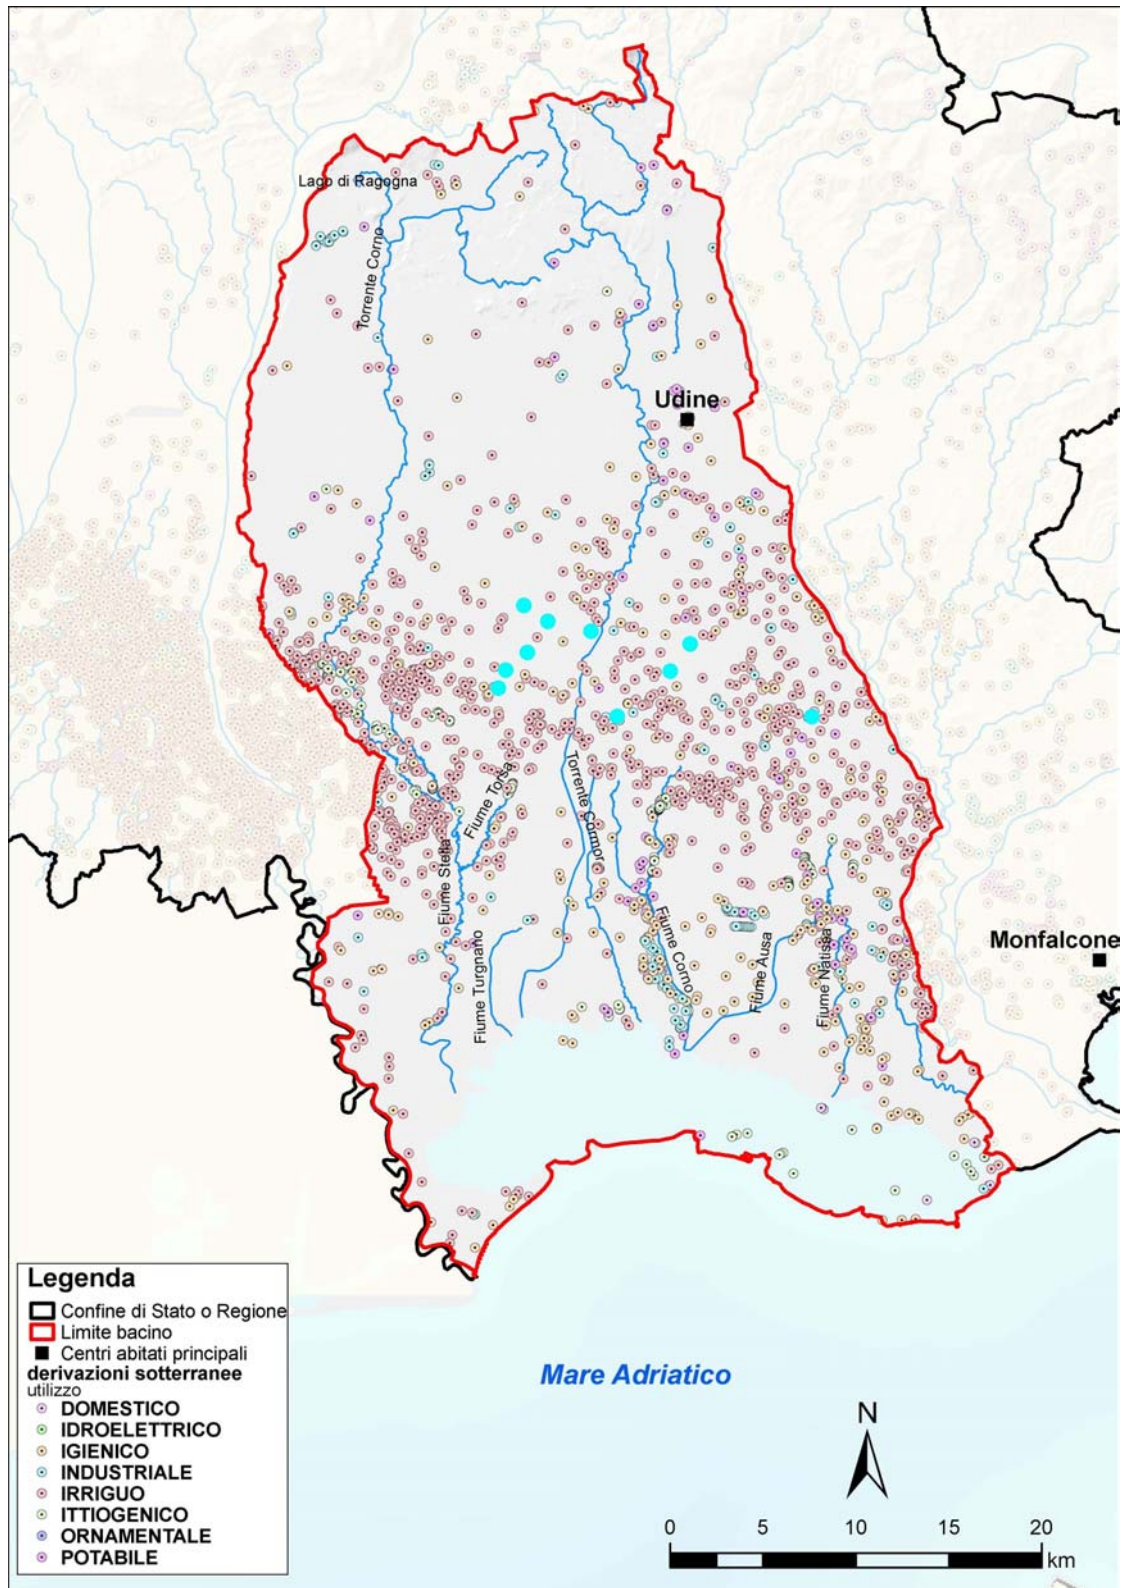 Lago di Ragogna
Torrente Corno
Udine
Fiume Torsa
Torrente Cormor
Fiume Stella
Fiume Turgnano
Fiume Corno
Fiume Ausa
Fiume Natissa
Monfalcone
Mare Adriatico
Legenda
Confine di Stato o Regione
Limite bacino
Centri abitati principali
derivazioni sotterranee
utilizzo
DOMESTICO
IDROELETTRICO
IGIENICO
INDUSTRIALE
IRRIGUO
ITTIOGENICO
ORNAMENTALE
POTABILE
N
0 5 10 15 20
km